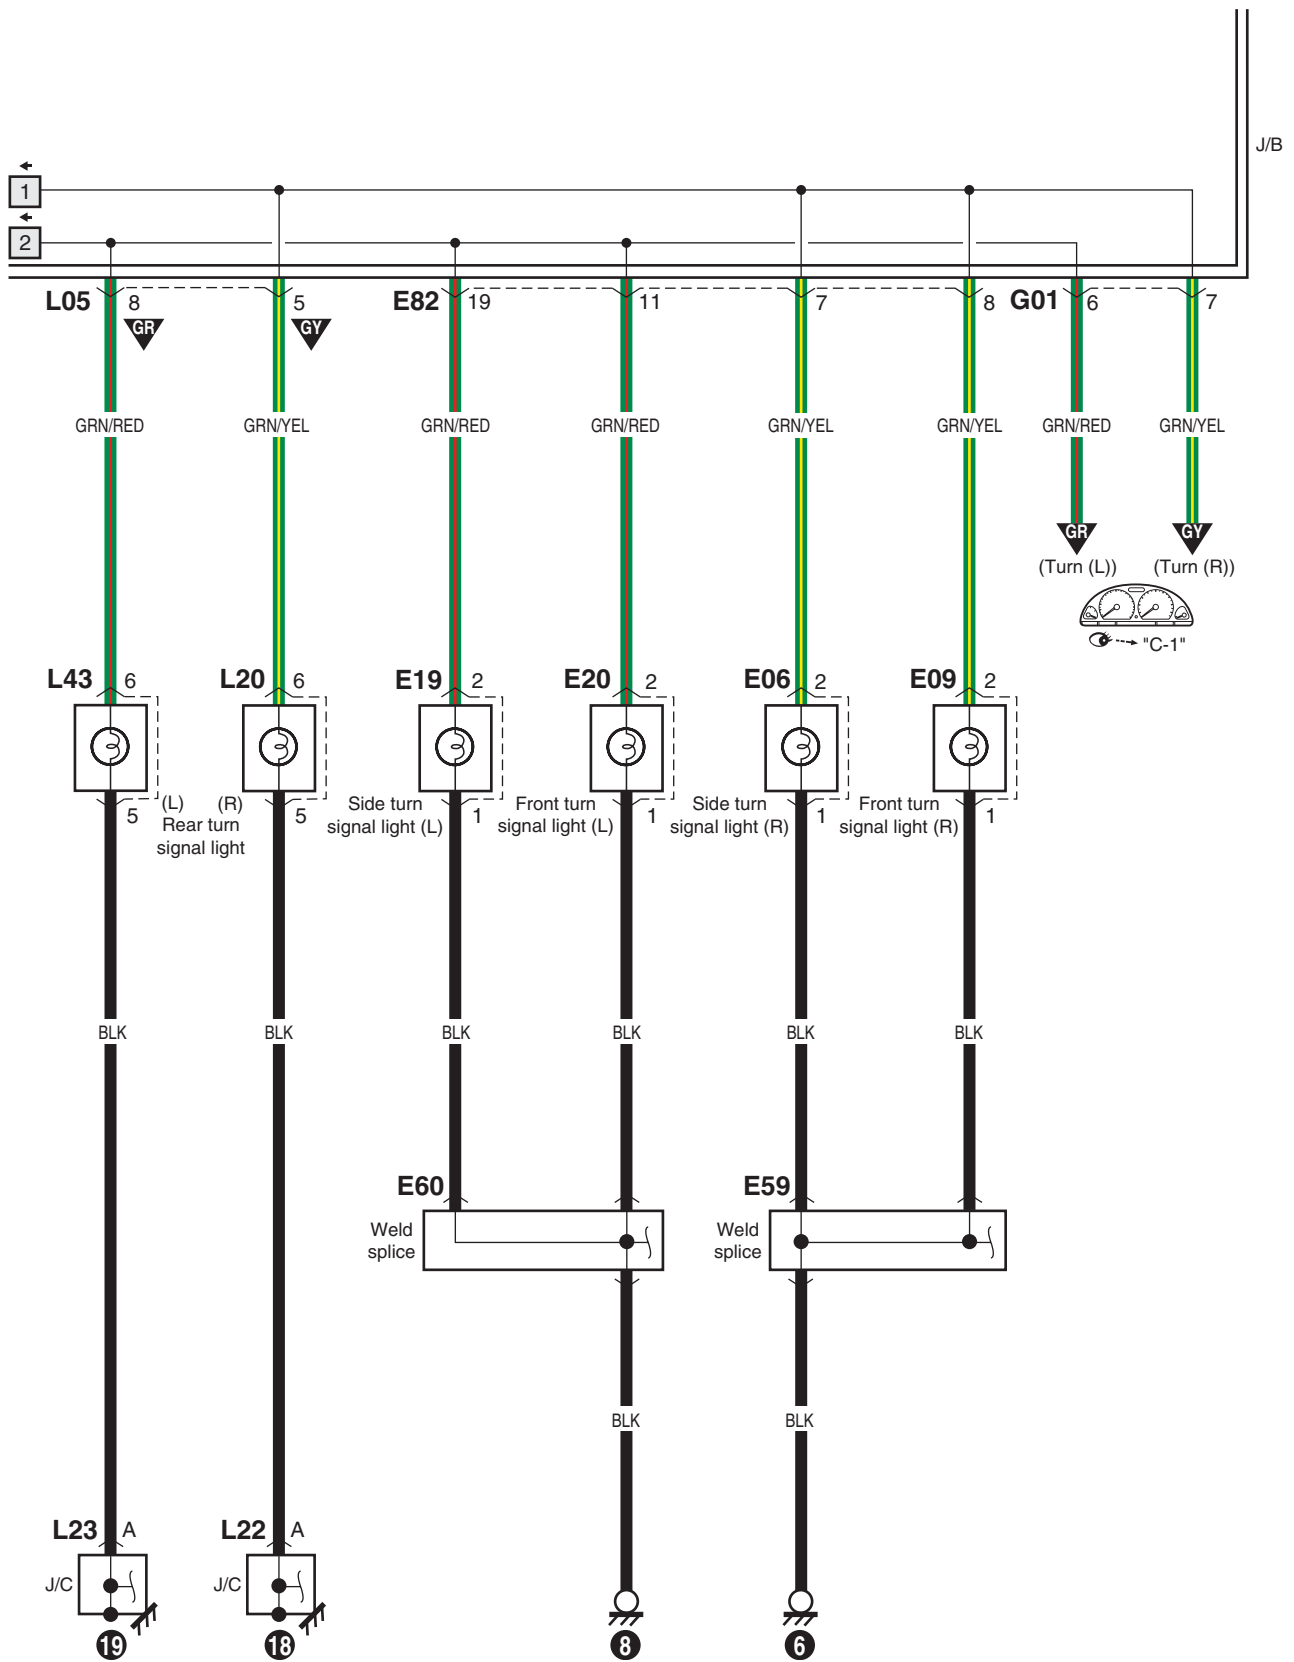 J/B
1
2
L05 8 5 E82 19 11 7 8 G01 6 7
GR GY
GRN/RED GRN/YEL GRN/RED GRN/RED GRN/YEL GRN/YEL GRN/RED GRN/YEL
GR GY
(Turn (L)) (Turn (R))
"C-1"
L43 6 L20 6 E19 2 E20 2 E06 2 E09 2
5 (L) (R) 5 1 1 1 1
Rear turn
signal light
Side turn
signal light (L)
Front turn
signal light (L)
Side turn
signal light (R)
Front turn
signal light (R)
BLK BLK BLK BLK BLK BLK
E60 E59
Weld
splice
Weld
splice
BLK BLK
L23 A L22 A
J/C J/C
19 18 8 6